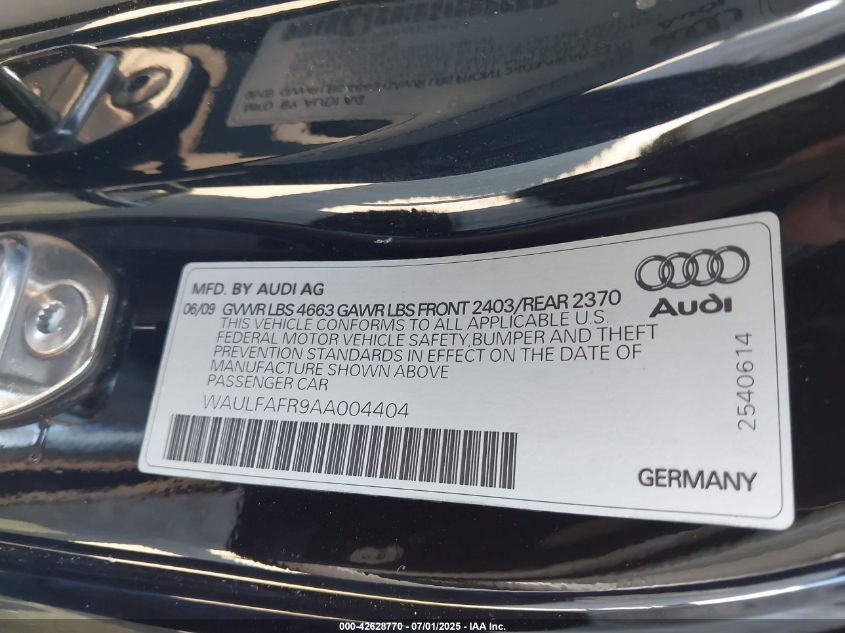 MFD. BY AUDI AG
06/09 GVWR LBS 4663 GAWR LBS FRONT 2403/REAR 2370
THIS VEHICLE CONFORMS TO ALL APPLICABLE U.S.
FEDERAL MOTOR VEHICLE SAFETY,BUMPER AND THEFT
PREVENTION STANDARDS IN EFFECT ON THE DATE OF
MANUFACTURE SHOWN ABOVE
PASSENGER CAR
WAULFAFR9AA004404
Audi
2540614
GERMANY
000-42628770 - 07/01/2025 - IAA Inc.